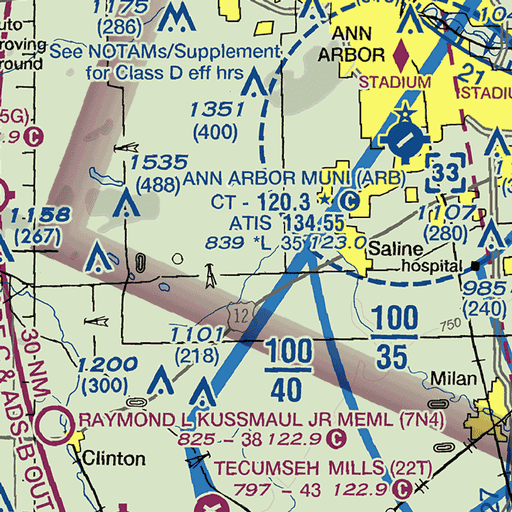 1175
(286)
ANN
ARBOR
STADIUM
21
See NOTAMs/Supplement
for Class D eff hrs
1351
(400)
5G)
.9 C
1535
(488)
33
ANN ARBOR MUNI (ARB)
CT - 120.3 ★ C
ATIS 134.55
839 *L 35 123.0
1158
(267)
1107
(280)
Saline
hospital
985
(240)
12
1101
(218)
100
35
750
100
40
1200
(300)
30 NM
C & ADS-B OUT
Milan
RAYMOND L KUSSMAUL JR MEML (7N4)
825 - 38 122.9 C
Clinton
TECUMSEH MILLS (22T)
797 - 43 122.9 C